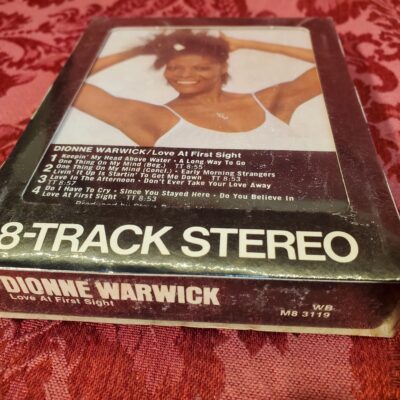 DIONNE WARWICK/Love At First Sight
1 Keepin' My Head Above Water - A Long Way To Go
One Thing On My Mind (Beg.) TT 8:55
2 One Thing On My Mind (Concl.) - Early Morning Strangers
Livin' It Up Is Startin' To Get Me Down TT 8:53
3 Love In The Afternoon - Don't Ever Take Your Love Away
TT 8:52
4 Do I Have To Cry - Since You Stayed Here - Do You Believe In
Love At First Sight TT 8:53
8-TRACK STEREO
DIONNE WARWICK
Love At First Sight
WB
M8 3119